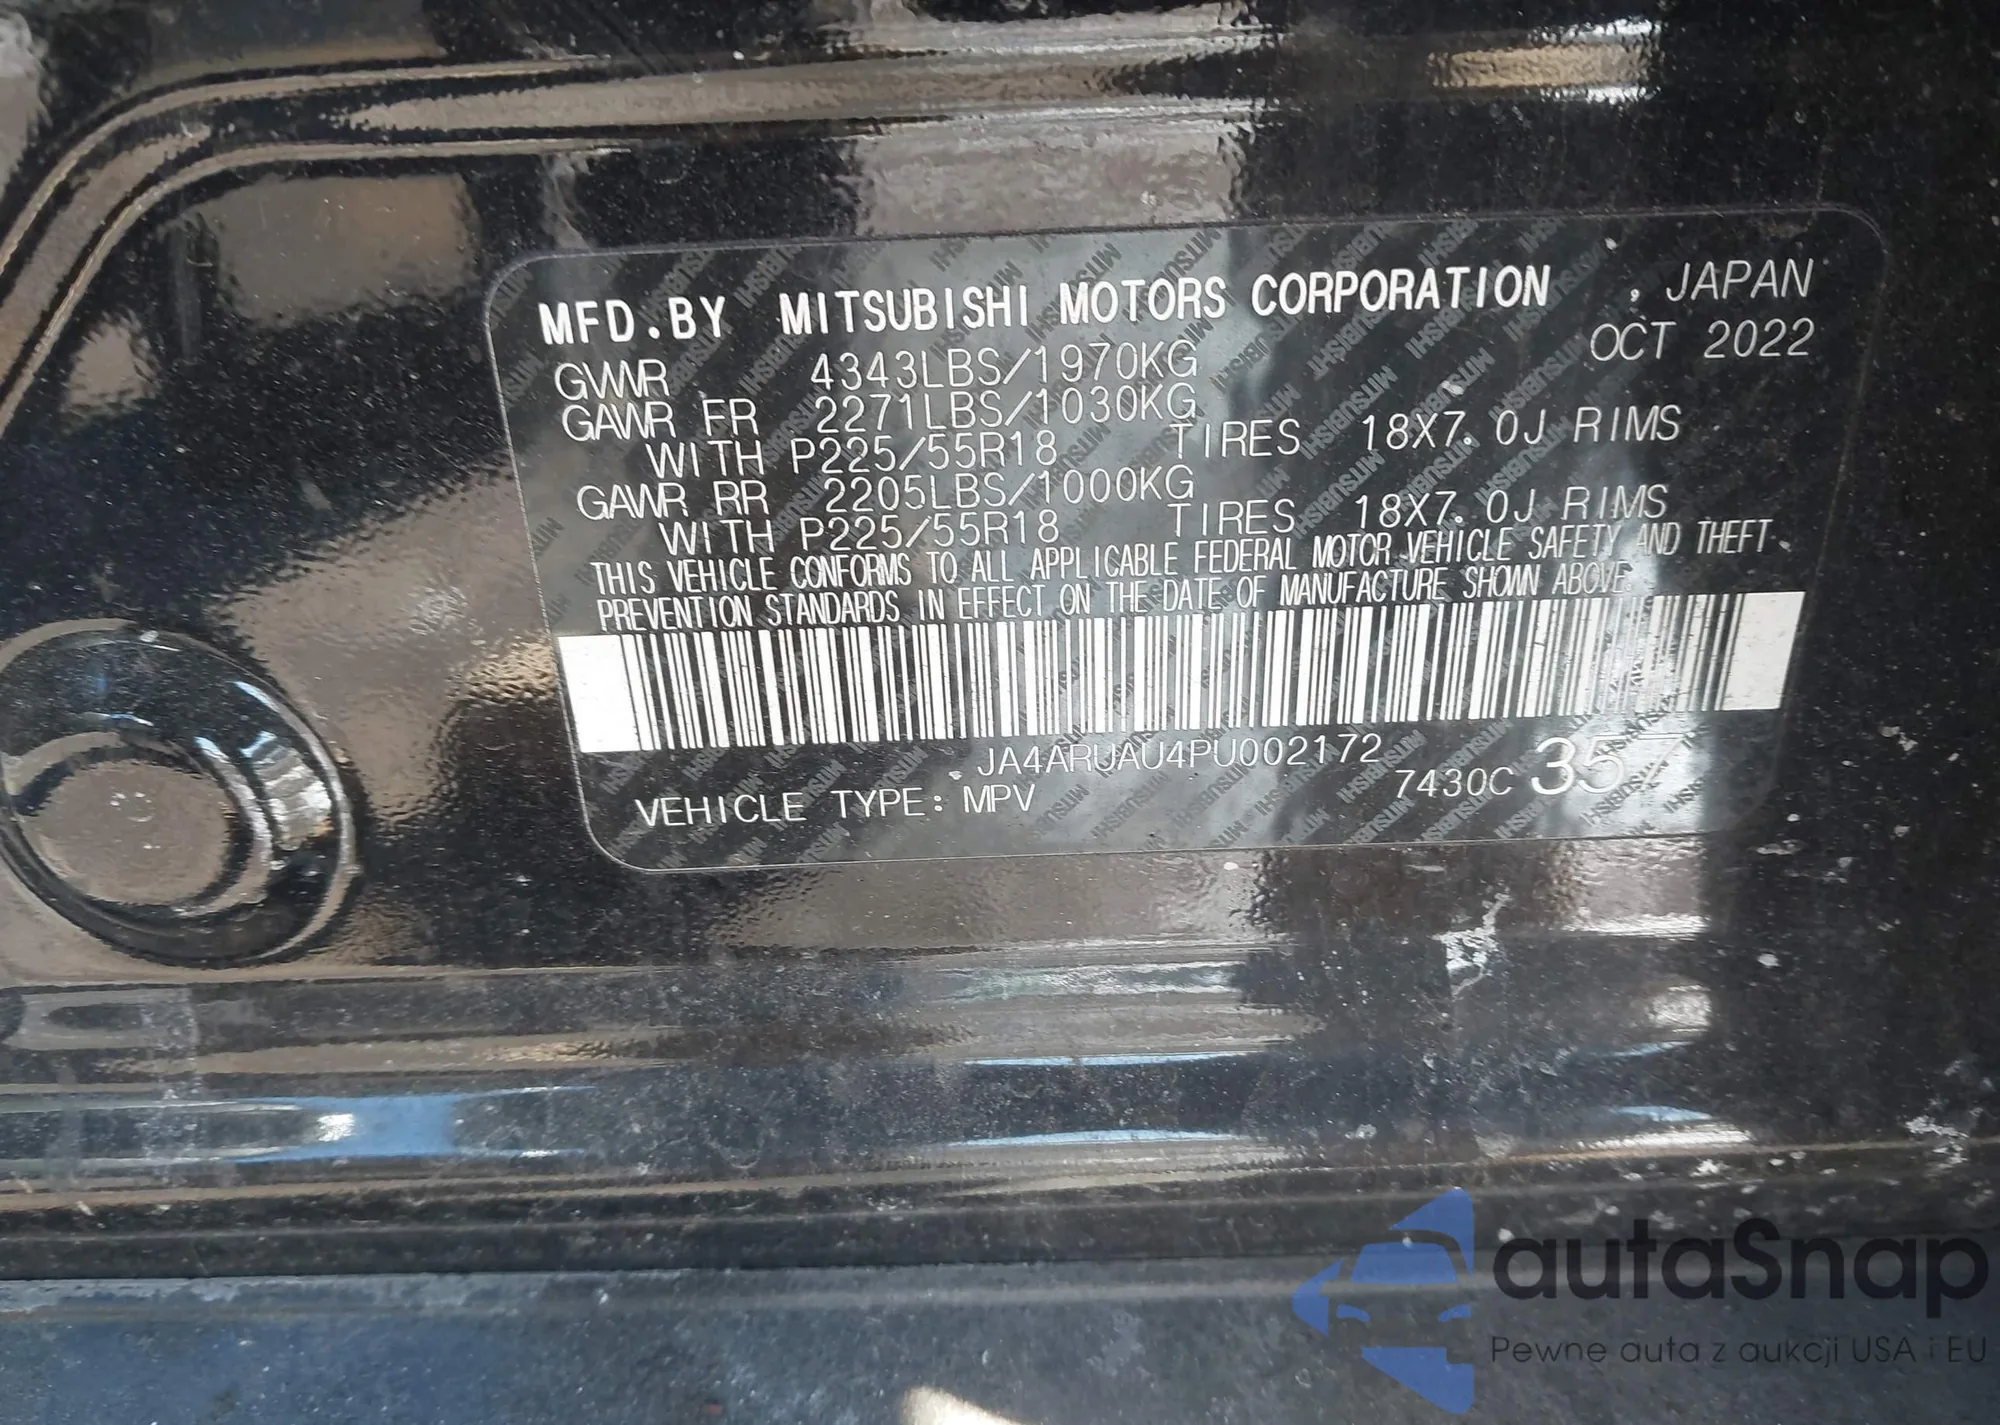 MFD.BY MITSUBISHI MOTORS CORPORATION , JAPAN
OCT 2022
GWVR 4343LBS/1970KG
GAWR FR 2271LBS/1030KG
WITH P225/55R18 TIRES 18X7.0J RIMS
GAWR RR 2205LBS/1000KG
WITH P225/55R18 TIRES 18X7.0J RIMS
THIS VEHICLE CONFORMS TO ALL APPLICABLE FEDERAL MOTOR VEHICLE SAFETY AND THEFT
PREVENTION STANDARDS IN EFFECT ON THE DATE OF MANUFACTURE SHOWN ABOVE.
JA4ARUAU4PU002172
VEHICLE TYPE: MPV 7430C 357
autaSnap
Pewne auta z aukcji USA i EU